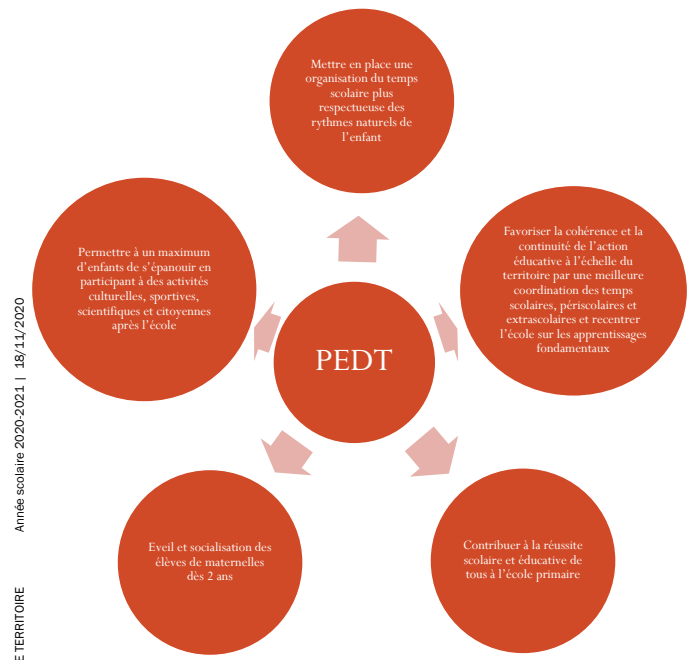 Mettre en place une
organisation du temps
scolaire plus
respectueuse des
rythmes naturels de
l'enfant
Permettre à un maximum
d'enfants de s'épanouir en
participant à des activités
culturelles, sportives,
scientifiques et citoyennes
après l'école
Favoriser la cohérence et la
continuité de l'action
éducative à l'échelle du
territoire par une meilleure
coordination des temps
scolaires, périscolaires et
extrascolaires et recentrer
l'école sur les apprentissages
fondamentaux
PEDT
Eveil et socialisation des
élèves de maternelles
dès 2 ans
Contribuer à la réussite
scolaire et éducative de
tous à l'école primaire
E TERRITOIRE Année scolaire 2020-2021 | 18/11/2020